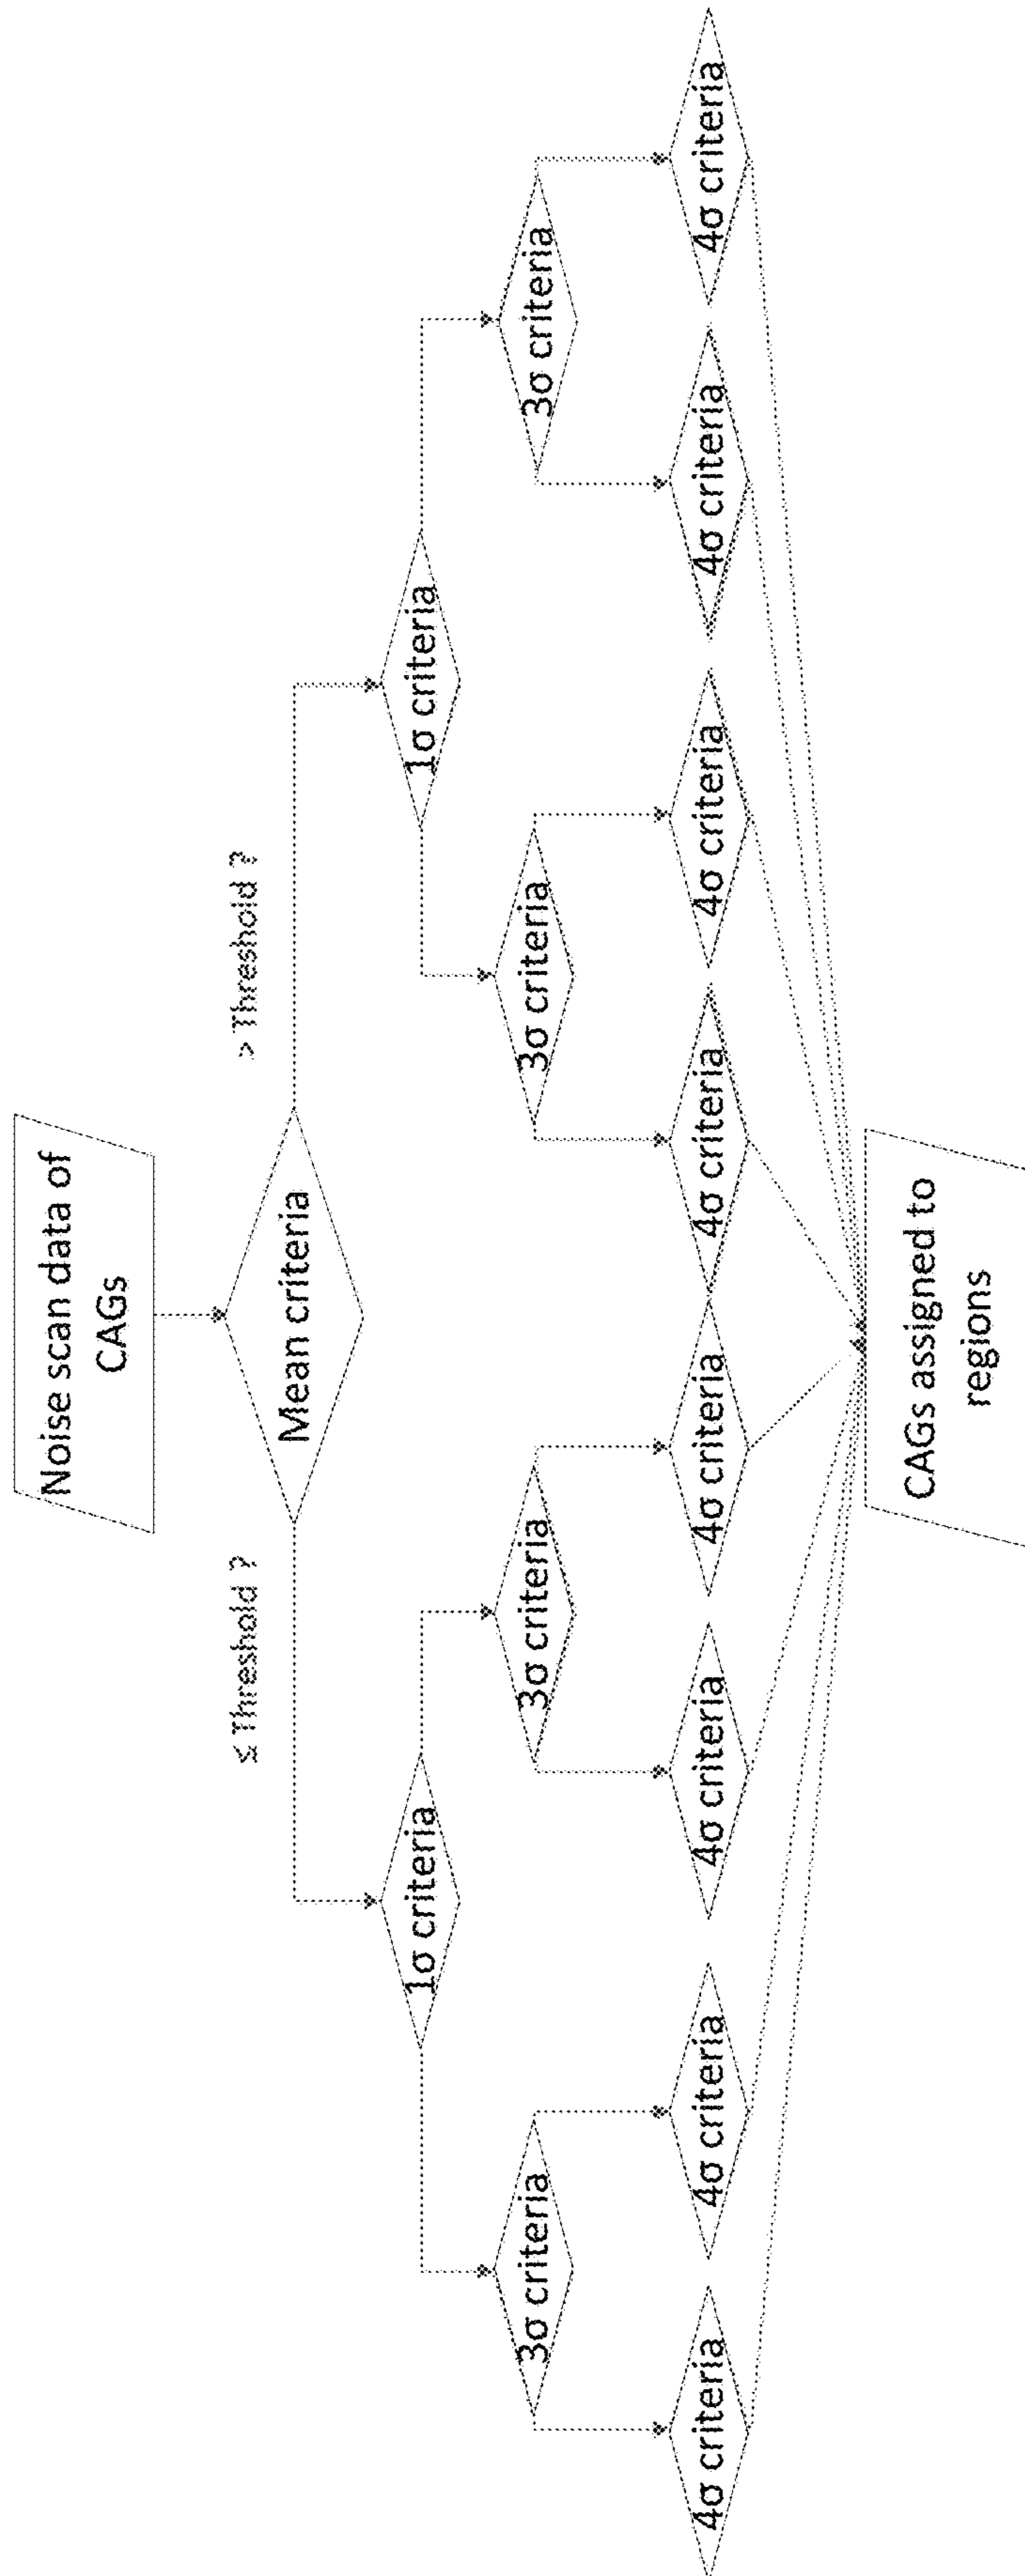 Noise scan data of
CAGs
≤ Threshold ?
> Threshold ?
Mean criteria
1σ criteria
1σ criteria
3σ criteria
3σ criteria
3σ criteria
3σ criteria
4σ criteria
4σ criteria
4σ criteria
4σ criteria
4σ criteria
4σ criteria
4σ criteria
4σ criteria
CAGs assigned to
regions